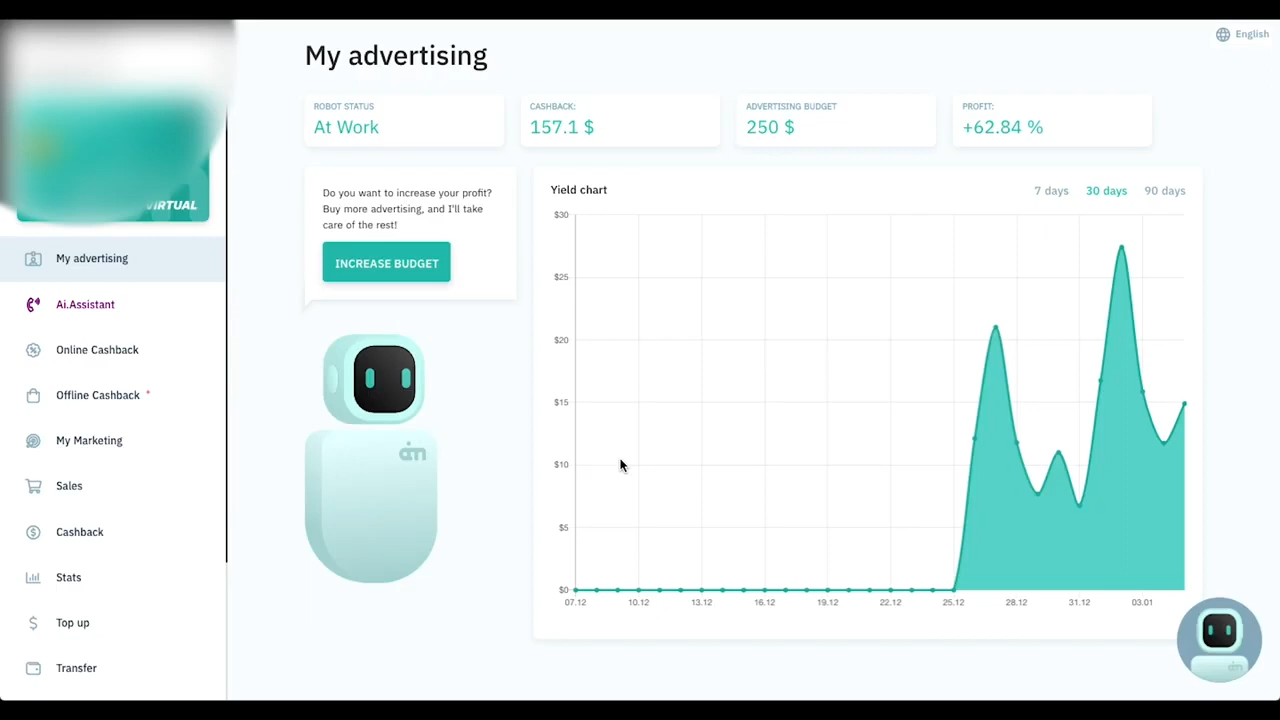 English
My advertising
ROBOT STATUS
At Work
CASHBACK:
157.1 $
ADVERTISING BUDGET
250 $
PROFIT:
+62.84 %
VIRTUAL
My advertising
Ai.Assistant
Online Cashback
Offline Cashback *
My Marketing
Sales
Cashback
Stats
Top up
Transfer
Do you want to increase your profit?
Buy more advertising, and I'll take
care of the rest!
INCREASE BUDGET
aim
Yield chart
7 days 30 days 90 days
$30
$25
$20
$15
$10
$5
$0
07.12 10.12 13.12 16.12 19.12 22.12 25.12 28.12 31.12 03.01
aim